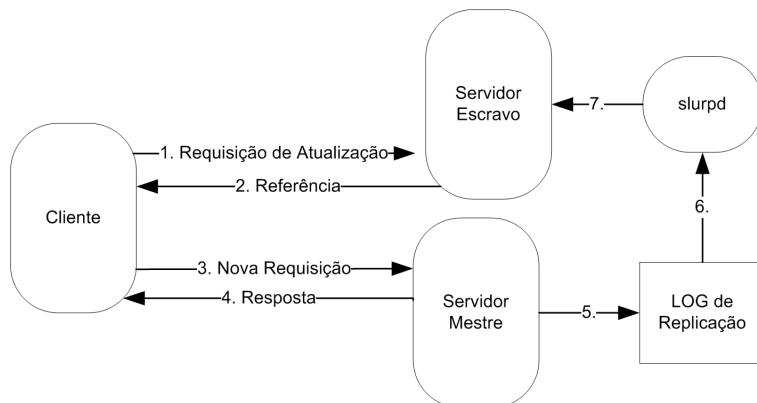 Servidor
Escravo
7.
slurpd
1. Requisição de Atualização
2. Referência
Cliente
6.
3. Nova Requisição
4. Resposta
Servidor
Mestre
5.
LOG de
Replicação